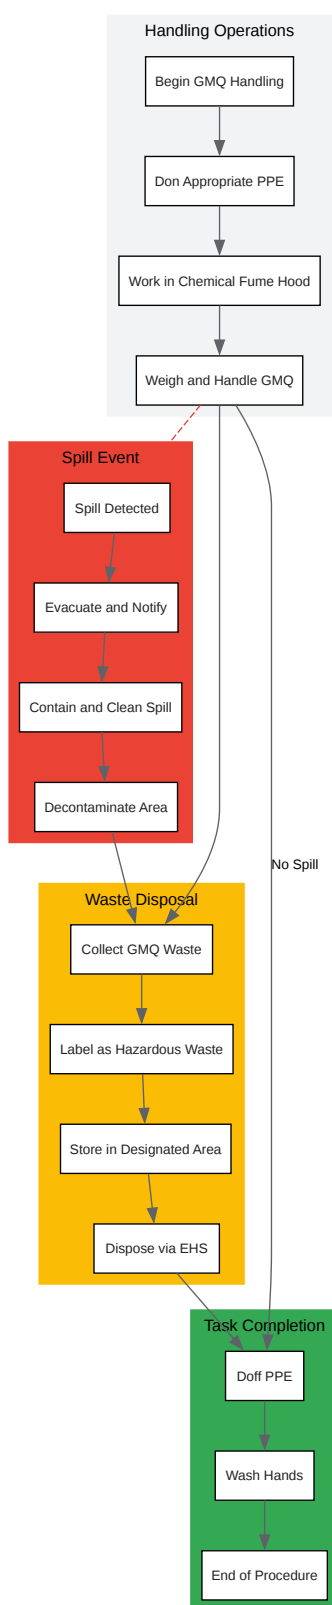 Handling Operations
Begin GMQ Handling
Don Appropriate PPE
Work in Chemical Fume Hood
Weigh and Handle GMQ
Spill Event
Spill Detected
Evacuate and Notify
Contain and Clean Spill
Decontaminate Area
No Spill
Waste Disposal
Collect GMQ Waste
Label as Hazardous Waste
Store in Designated Area
Dispose via EHS
Task Completion
Doff PPE
Wash Hands
End of Procedure